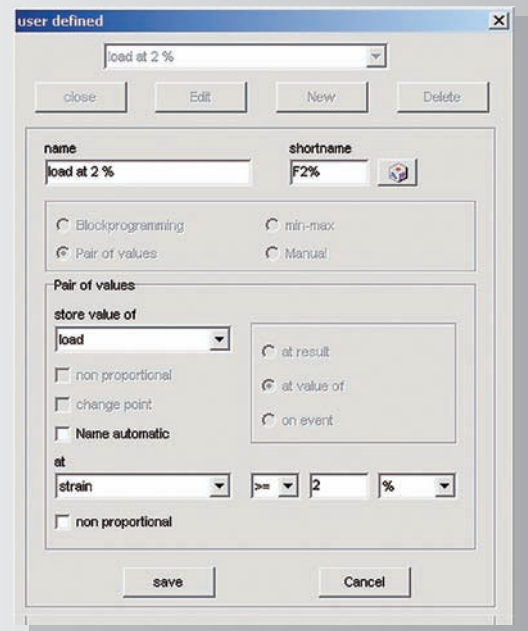 user defined
load at 2 %
close Edit New Delete
name shortname
load at 2 % F2%
Blockprogramming min-max
Pair of values Manual
Pair of values
store value of
load
at result
non proportional
at value of
change point
on event
Name automatic
at
strain >= 2 %
non proportional
save Cancel